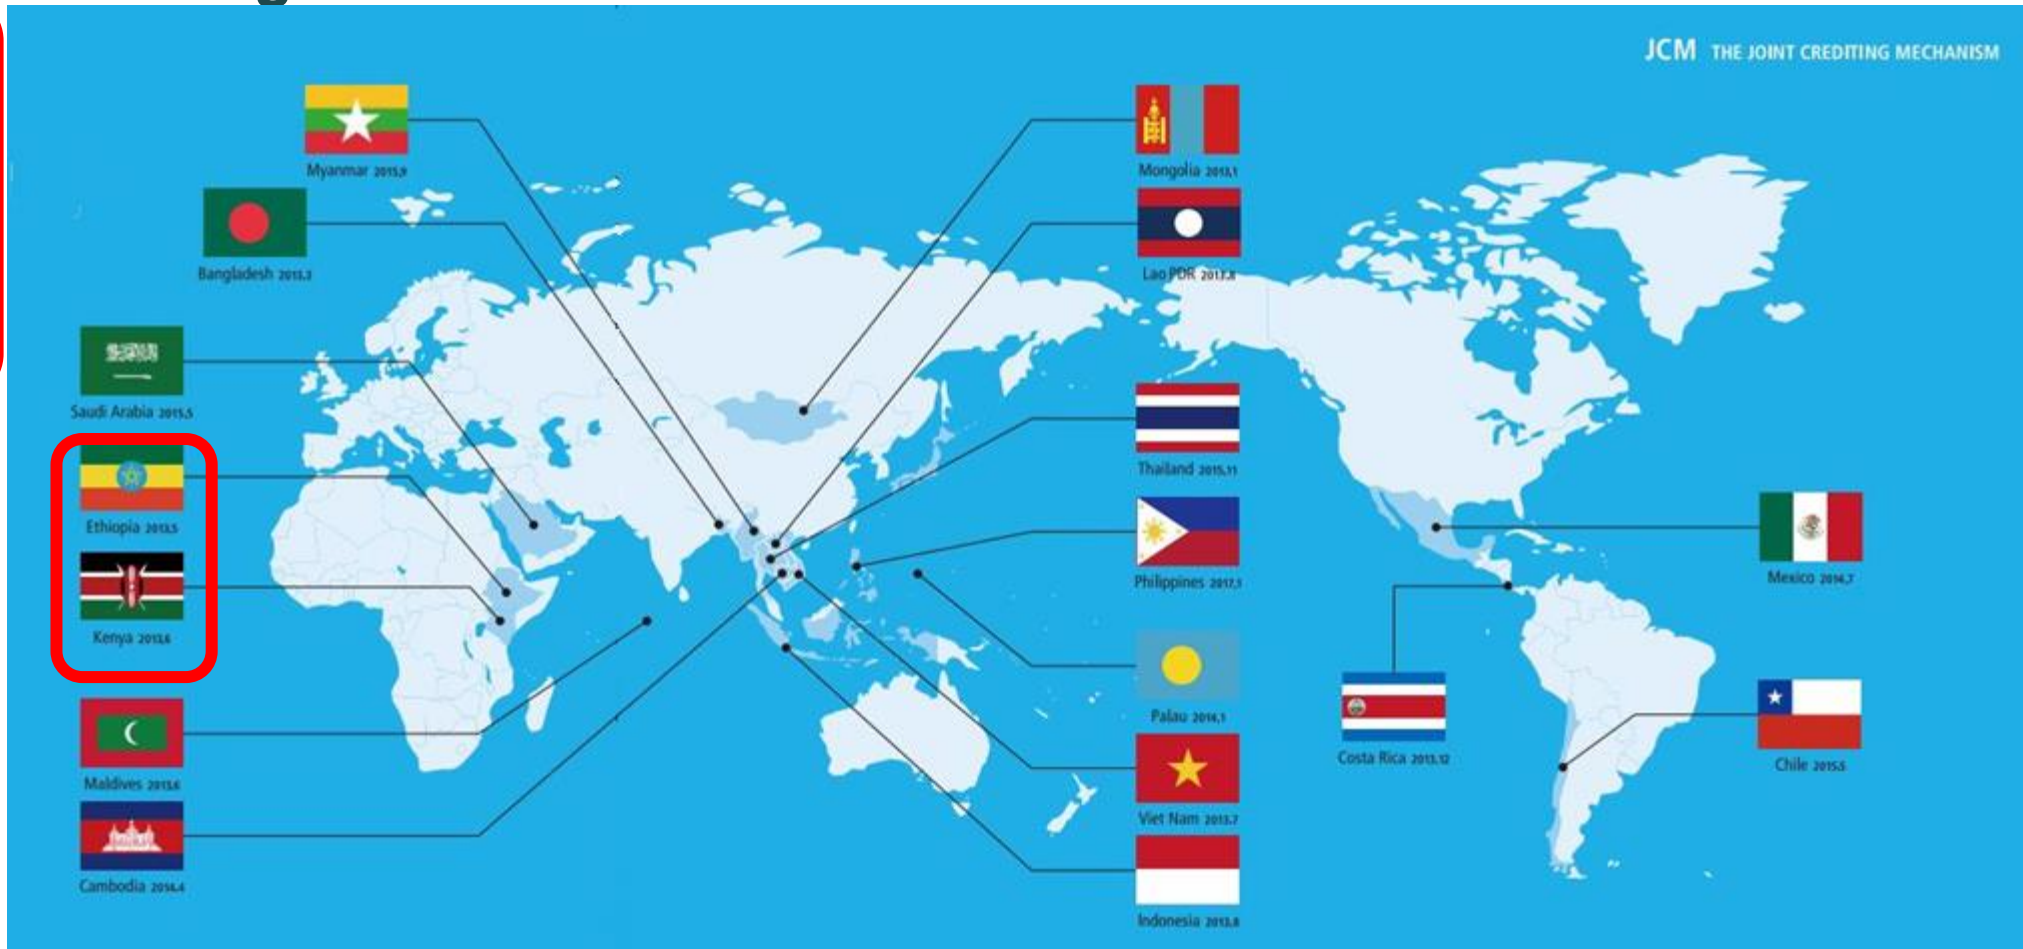 JCM THE JOINT CREDITING MECHANISM
Myanmar 2015.9
Mongolia 2013.1
Bangladesh 2013.3
Lao PDR
Saudi Arabia 2015.5
Thailand 2015.11
Ethiopia 2013.5
Philippines 2017.1
Mexico 2014.7
Kenya 2013.6
Palau 2014.1
Costa Rica 2013.12
Chile 2015.5
Maldives 2013.6
Viet Nam 2013.7
Cambodia 2014.4
Indonesia 2013.8